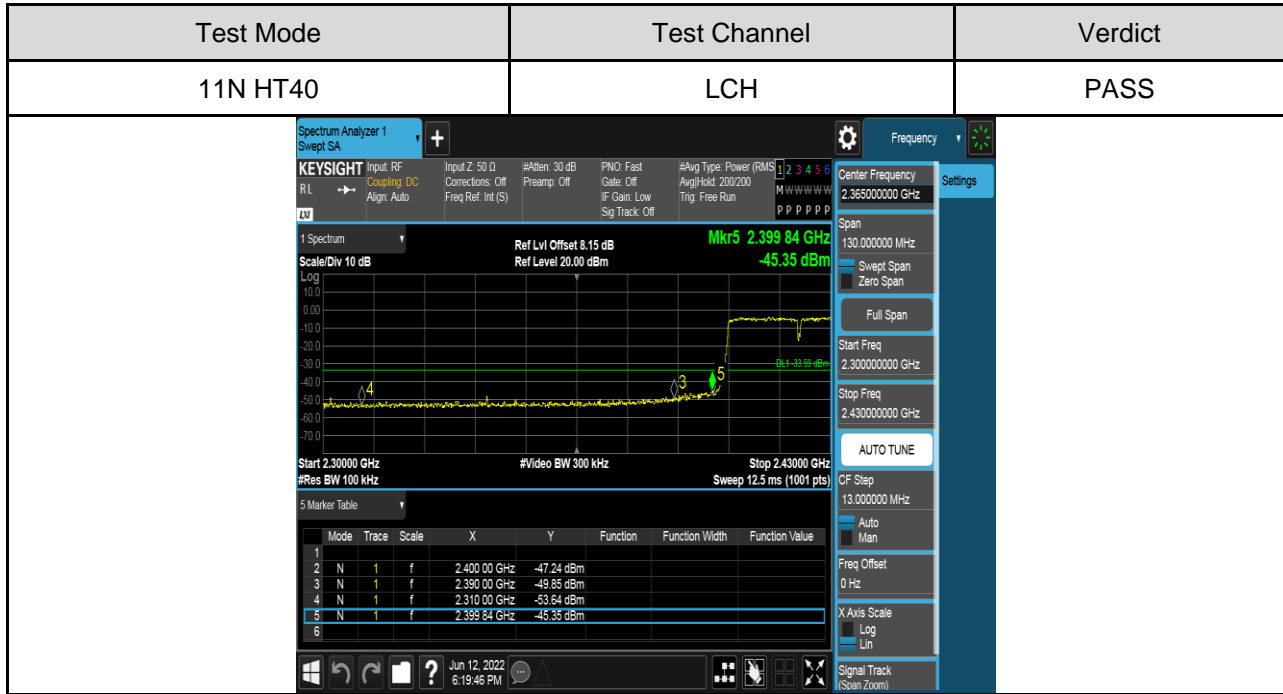 Test Mode Test Channel Verdict
11N HT40 LCH PASS
Spectrum Analyzer 1
Swept SA
+
Frequency
KEYSIGHT
RL
LXI
Input: RF
Coupling: DC
Align: Auto
Input Z: 50 Ω
Corrections: Off
Freq Ref: Int (S)
#Atten: 30 dB
Preamp: Off
PNO: Fast
Gate: Off
IF Gain: Low
Sig Track: Off
#Avg Type: Power (RMS
Avg|Hold: 200/200
Trig: Free Run
1 2 3 4 5 6
M W W W W W
P P P P P P
1 Spectrum
Scale/Div 10 dB
Ref Lvl Offset 8.15 dB
Ref Level 20.00 dBm
Mkr5 2.399 84 GHz
-45.35 dBm
Log
10.0
0.00
-10.0
-20.0
-30.0
-40.0
-50.0
-60.0
-70.0
DL1 -33.59 dBm
4
3
5
Start 2.30000 GHz #Video BW 300 kHz Stop 2.43000 GHz
#Res BW 100 kHz Sweep 12.5 ms (1001 pts)
5 Marker Table
Mode Trace Scale X Y Function Function Width Function Value
1
2 N 1 f 2.400 00 GHz -47.24 dBm
3 N 1 f 2.390 00 GHz -49.85 dBm
4 N 1 f 2.310 00 GHz -53.64 dBm
5 N 1 f 2.399 84 GHz -45.35 dBm
6
?
Jun 12, 2022
6:19:46 PM
Center Frequency
2.365000000 GHz
Settings
Span
130.000000 MHz
Swept Span
Zero Span
Full Span
Start Freq
2.300000000 GHz
Stop Freq
2.430000000 GHz
AUTO TUNE
CF Step
13.000000 MHz
Auto
Man
Freq Offset
0 Hz
X Axis Scale
Log
Lin
Signal Track
(Span Zoom)